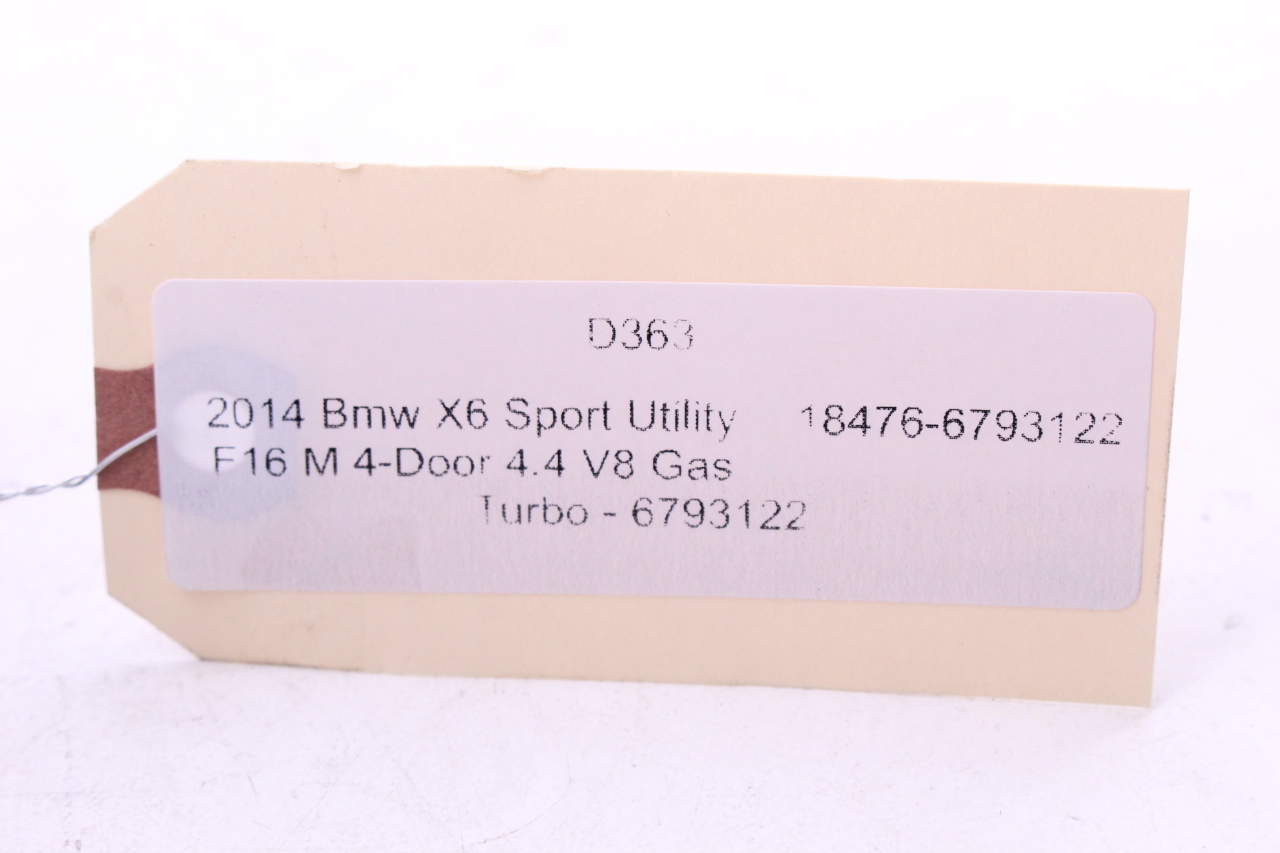 D363
2014 Bmw X6 Sport Utility 18476-6793122
F16 M 4-Door 4.4 V8 Gas
Turbo - 6793122